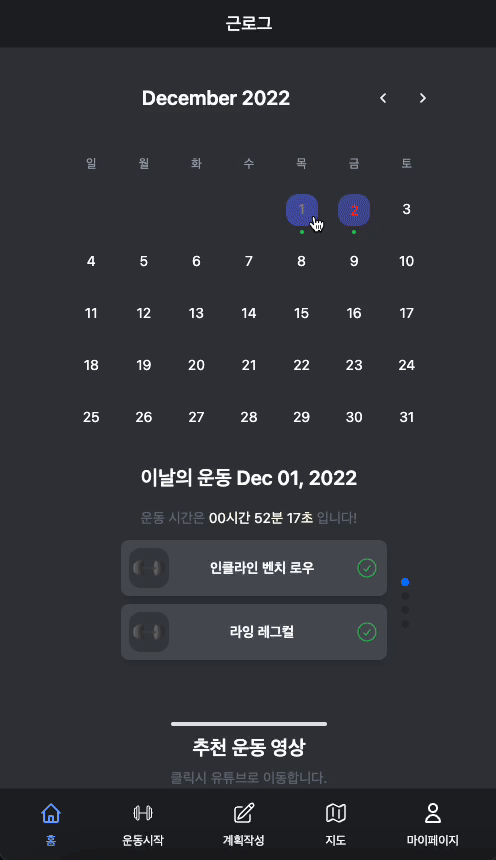 근로그
December 2022
일 월 화 수 목 금 토
1 2 3
4 5 6 7 8 9 10
11 12 13 14 15 16 17
18 19 20 21 22 23 24
25 26 27 28 29 30 31
이날의 운동 Dec 01, 2022
운동 시간은 00시간 52분 17초 입니다!
인클라인 벤치 로우
라잉 레그컬
추천 운동 영상
클릭시 유튜브로 이동합니다.
홈 운동시작 계획작성 지도 마이페이지